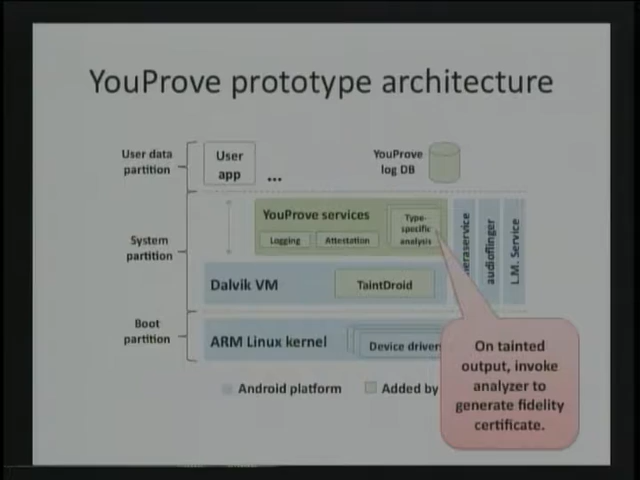 YouProve prototype architecture
User data
partition
User
app
...
YouProve
log DB
System
partition
YouProve services
Logging
Attestation
Type-
specific
analysis
eraservice
audioflinger
L.M. Service
Dalvik VM
TaintDroid
Boot
partition
ARM Linux kernel
Device driver
On tainted
output, invoke
analyzer to
generate fidelity
certificate.
Android platform
Added by